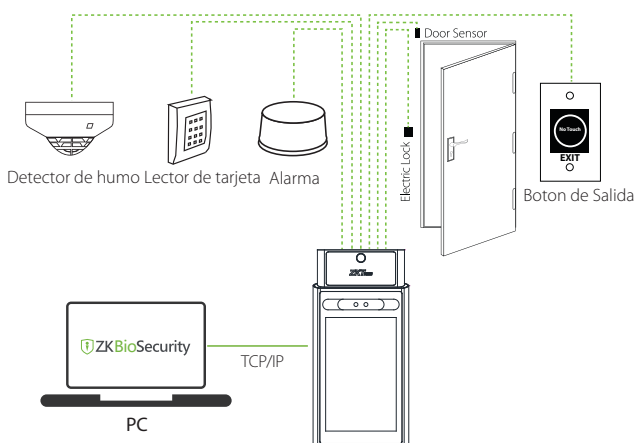 Door Sensor
Electric Lock
No Touch
EXIT
Detector de humo
Lector de tarjeta
Alarma
Boton de Salida
ZKTeco
ZKBioSecurity
TCP/IP
PC